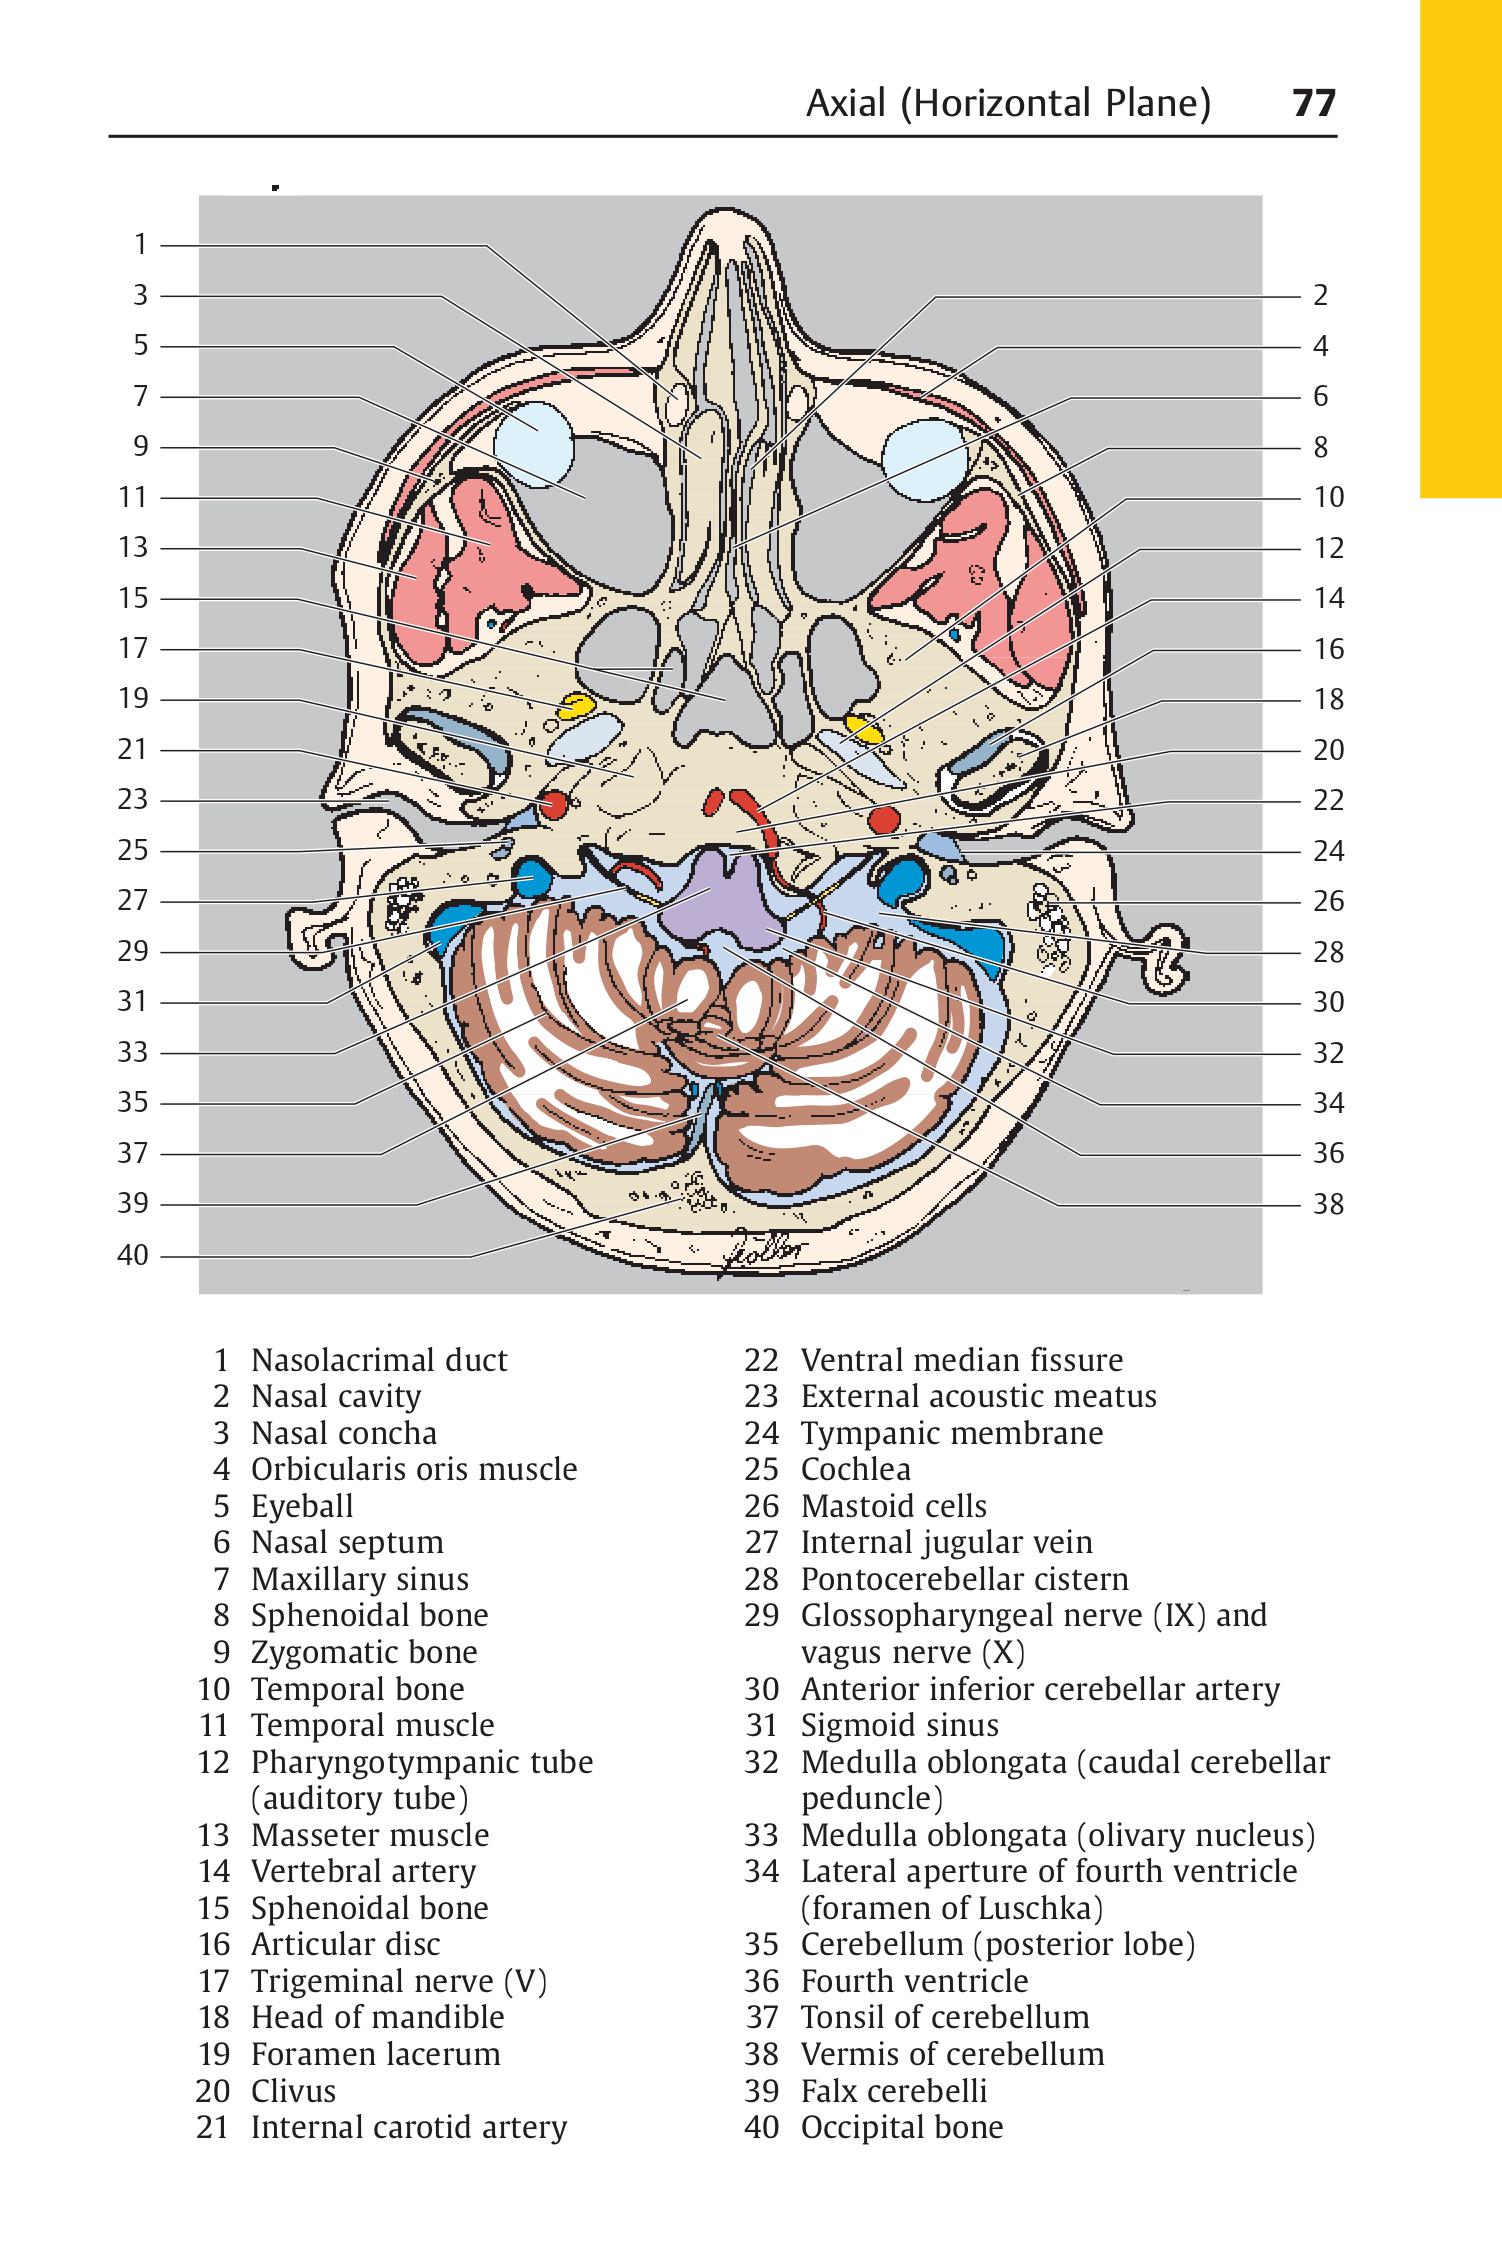 Axial (Horizontal Plane) 77
1
3
5
7
9
11
13
15
17
19
21
23
25
27
29
31
33
35
37
39
40
2
4
6
8
10
12
14
16
18
20
22
24
26
28
30
32
34
36
38
1 Nasolacrimal duct
2 Nasal cavity
3 Nasal concha
4 Orbicularis oris muscle
5 Eyeball
6 Nasal septum
7 Maxillary sinus
8 Sphenoidal bone
9 Zygomatic bone
10 Temporal bone
11 Temporal muscle
12 Pharyngotympanic tube
(auditory tube)
13 Masseter muscle
14 Vertebral artery
15 Sphenoidal bone
16 Articular disc
17 Trigeminal nerve (V)
18 Head of mandible
19 Foramen lacerum
20 Clivus
21 Internal carotid artery
22 Ventral median fissure
23 External acoustic meatus
24 Tympanic membrane
25 Cochlea
26 Mastoid cells
27 Internal jugular vein
28 Pontocerebellar cistern
29 Glossopharyngeal nerve (IX) and
vagus nerve (X)
30 Anterior inferior cerebellar artery
31 Sigmoid sinus
32 Medulla oblongata (caudal cerebellar
peduncle)
33 Medulla oblongata (olivary nucleus)
34 Lateral aperture of fourth ventricle
(foramen of Luschka)
35 Cerebellum (posterior lobe)
36 Fourth ventricle
37 Tonsil of cerebellum
38 Vermis of cerebellum
39 Falx cerebelli
40 Occipital bone